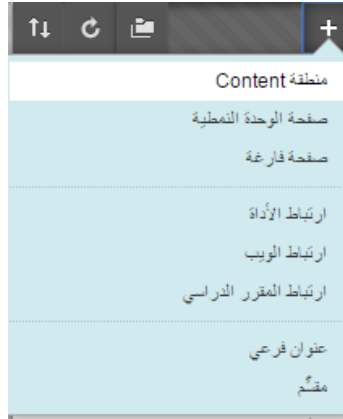 منطقة Content
صفحة الوحدة النمطية
صفحة فارغة
ارتباط الأداة
ارتباط الويب
ارتباط المقرر الدراسي
عنوان فرعي
مقسِّم